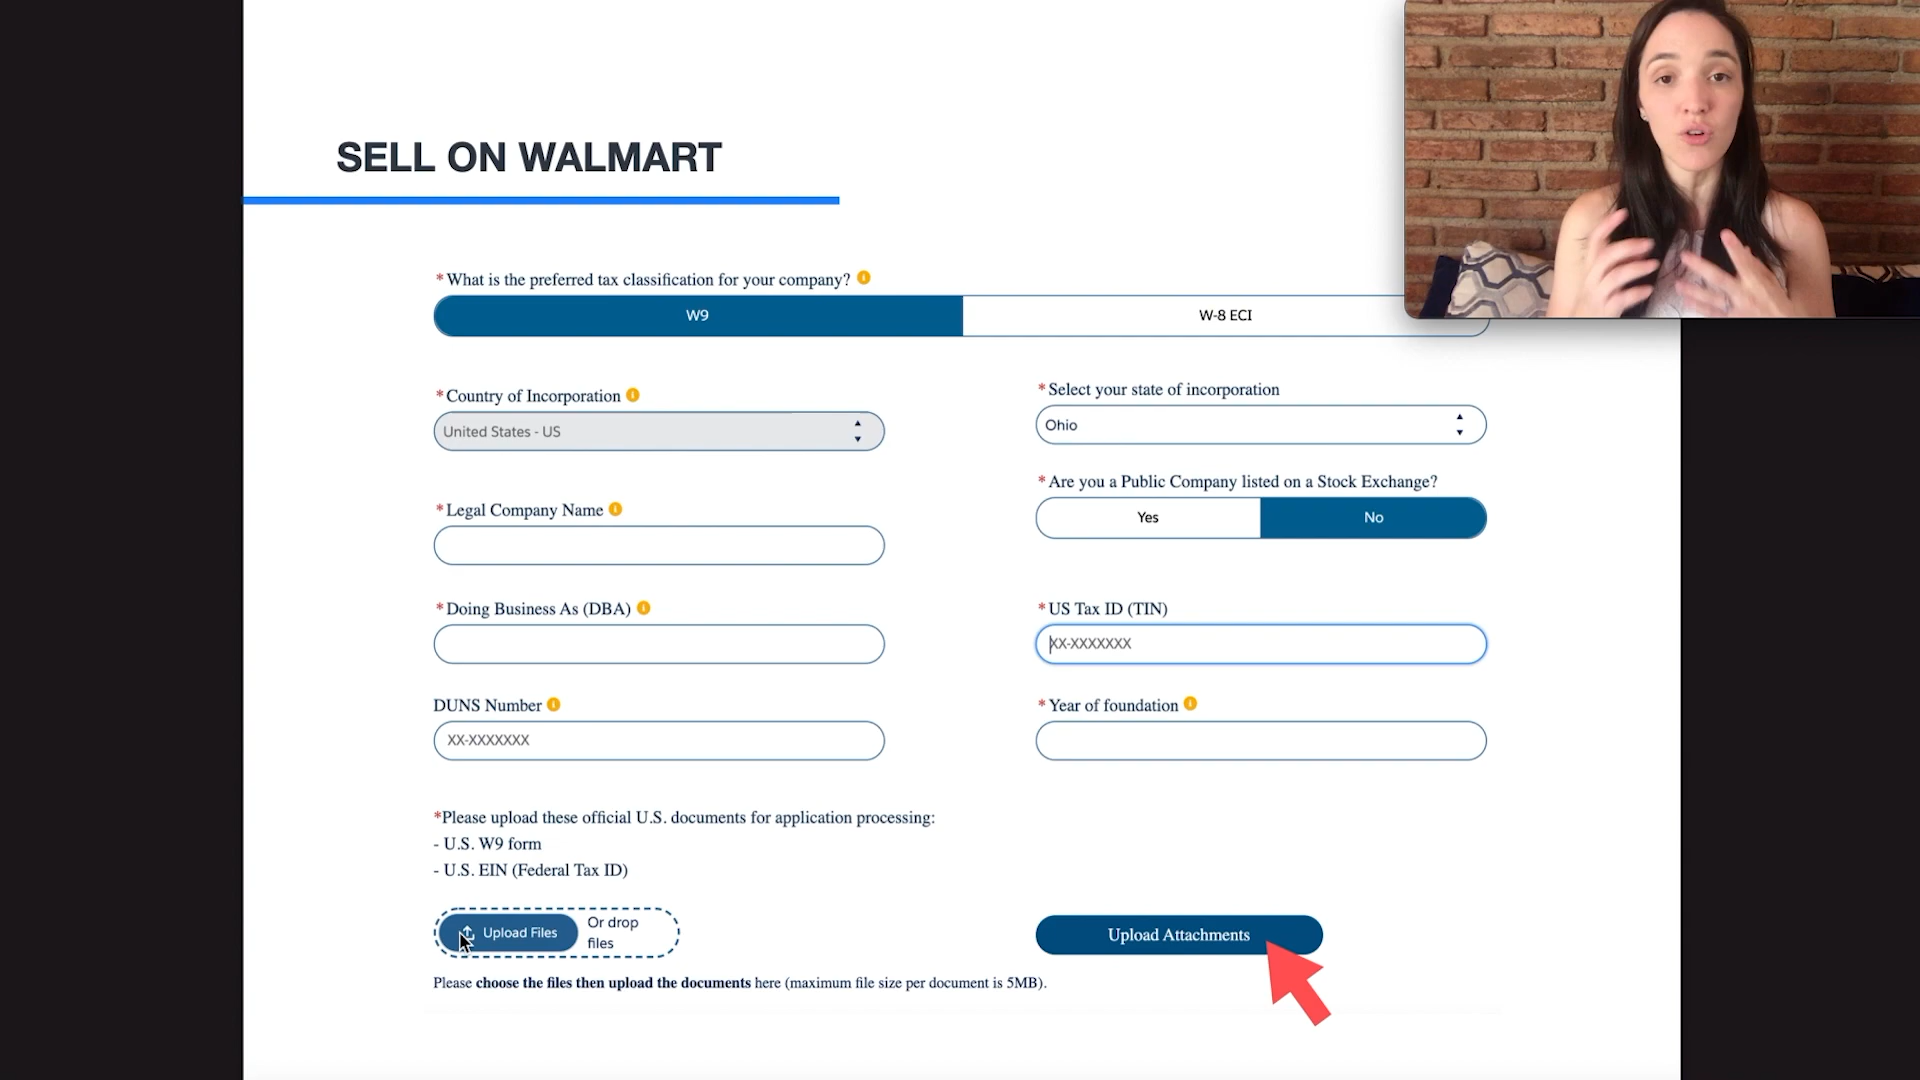 SELL ON WALMART
*What is the preferred tax classification for your company?
W9
W-8 ECI
*Country of Incorporation
United States - US
*Select your state of incorporation
Ohio
*Are you a Public Company listed on a Stock Exchange?
Yes
No
*Legal Company Name
*Doing Business As (DBA)
*US Tax ID (TIN)
XX-XXXXXXX
DUNS Number
XX-XXXXXXX
*Year of foundation
*Please upload these official U.S. documents for application processing:
- U.S. W9 form
- U.S. EIN (Federal Tax ID)
Upload Files
Or drop
files
Upload Attachments
Please choose the files then upload the documents here (maximum file size per document is 5MB).